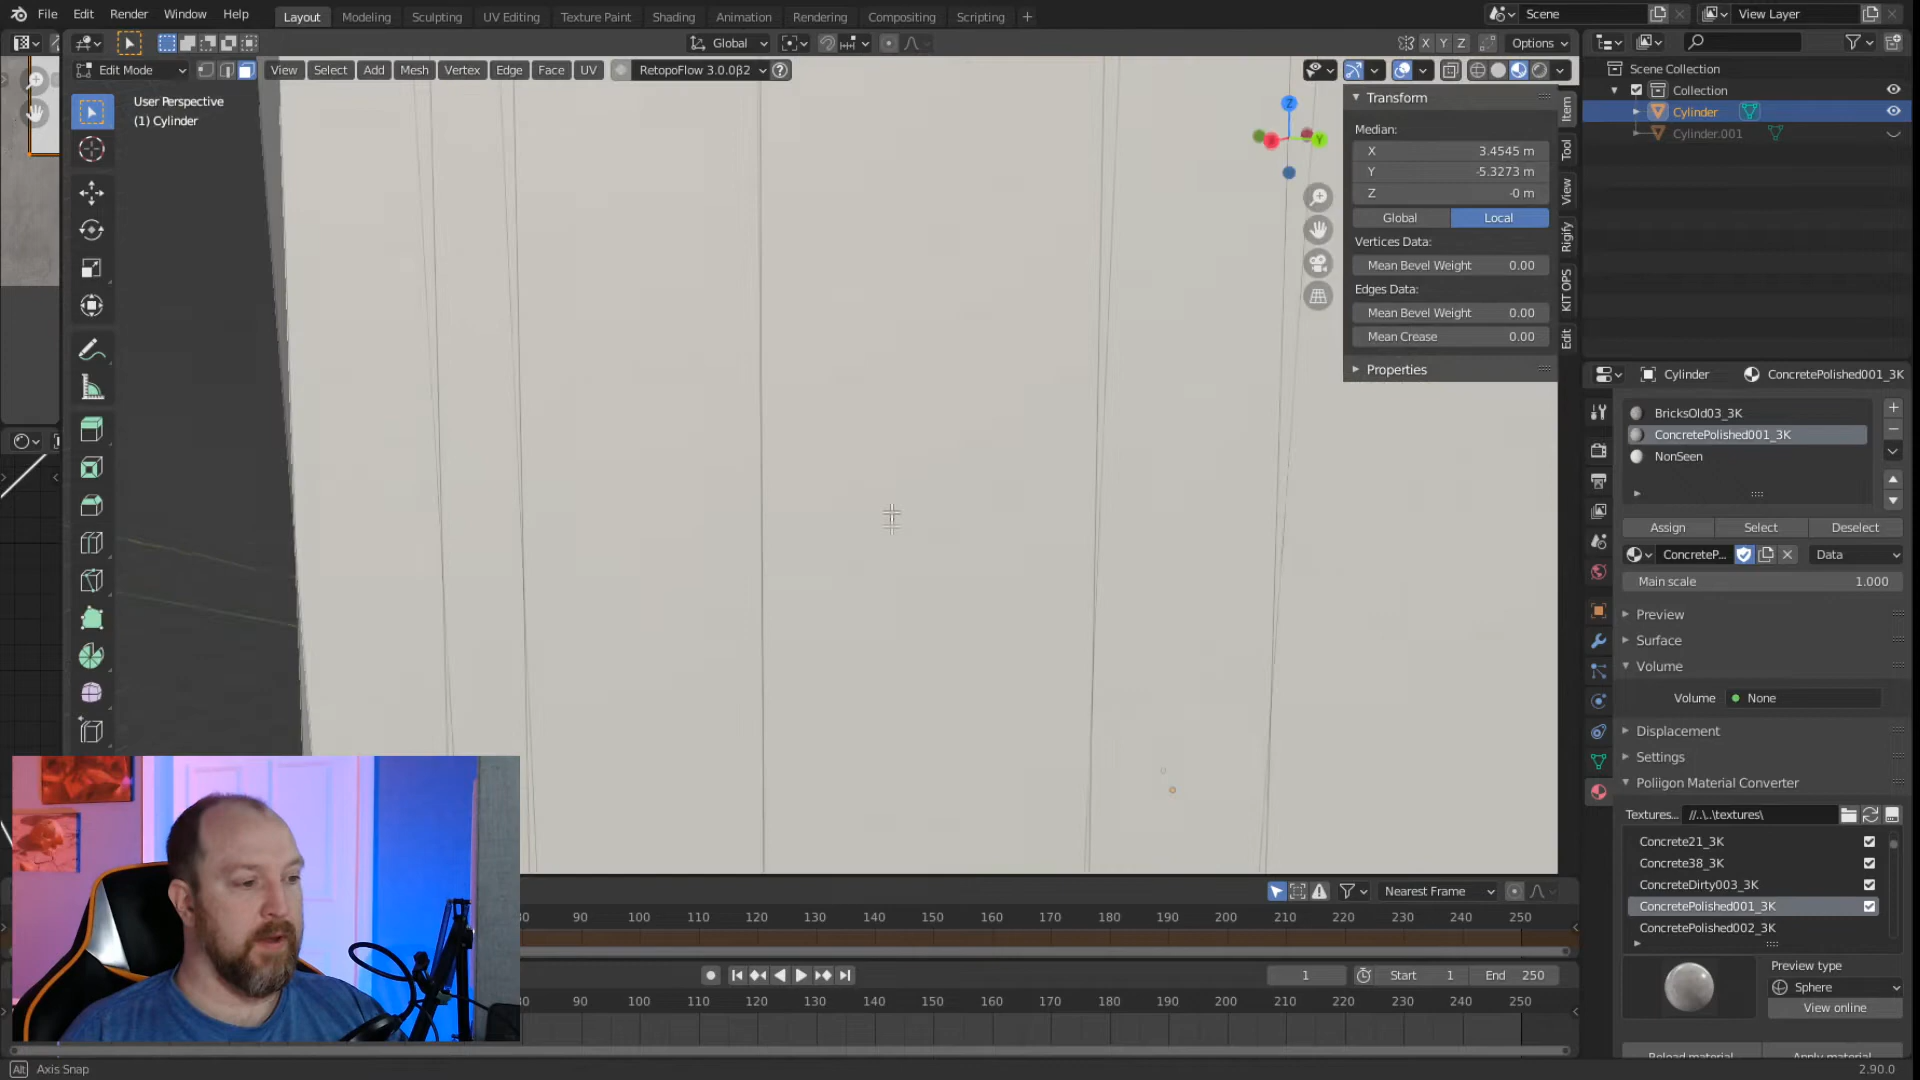 File Edit Render Window Help Layout Modeling Sculpting UV Editing Texture Paint Shading Animation Rendering Compositing Scripting + Scene View Layer
Global X Y Z Options
Edit Mode View Select Add Mesh Vertex Edge Face UV RetopoFlow 3.0.0β2
User Perspective
(1) Cylinder
Z
Y
Transform
Median:
X 3.4545 m
Y -5.3273 m
Z -0 m
Global Local
Vertices Data:
Mean Bevel Weight 0.00
Edges Data:
Mean Bevel Weight 0.00
Mean Crease 0.00
Properties
Item
Tool
View
Rigify
KIT OPS
Edit
Scene Collection
Collection
Cylinder
Cylinder.001
Cylinder ConcretePolished001_3K
BricksOld03_3K
ConcretePolished001_3K
NonSeen
Assign Select Deselect
ConcreteP... Data
Main scale 1.000
Preview
Surface
Volume
Volume None
Displacement
Settings
Poliigon Material Converter
Textures... //..\..\textures\
Concrete21_3K
Concrete38_3K
ConcreteDirty003_3K
ConcretePolished001_3K
ConcretePolished002_3K
Preview type
Sphere
View online
Reload material Apply material
Nearest Frame
80 90 100 110 120 130 140 150 160 170 180 190 200 210 220 230 240 250
1 Start 1 End 250
80 90 100 110 120 130 140 150 160 170 180 190 200 210 220 230 240 250
Alt Axis Snap 2.90.0